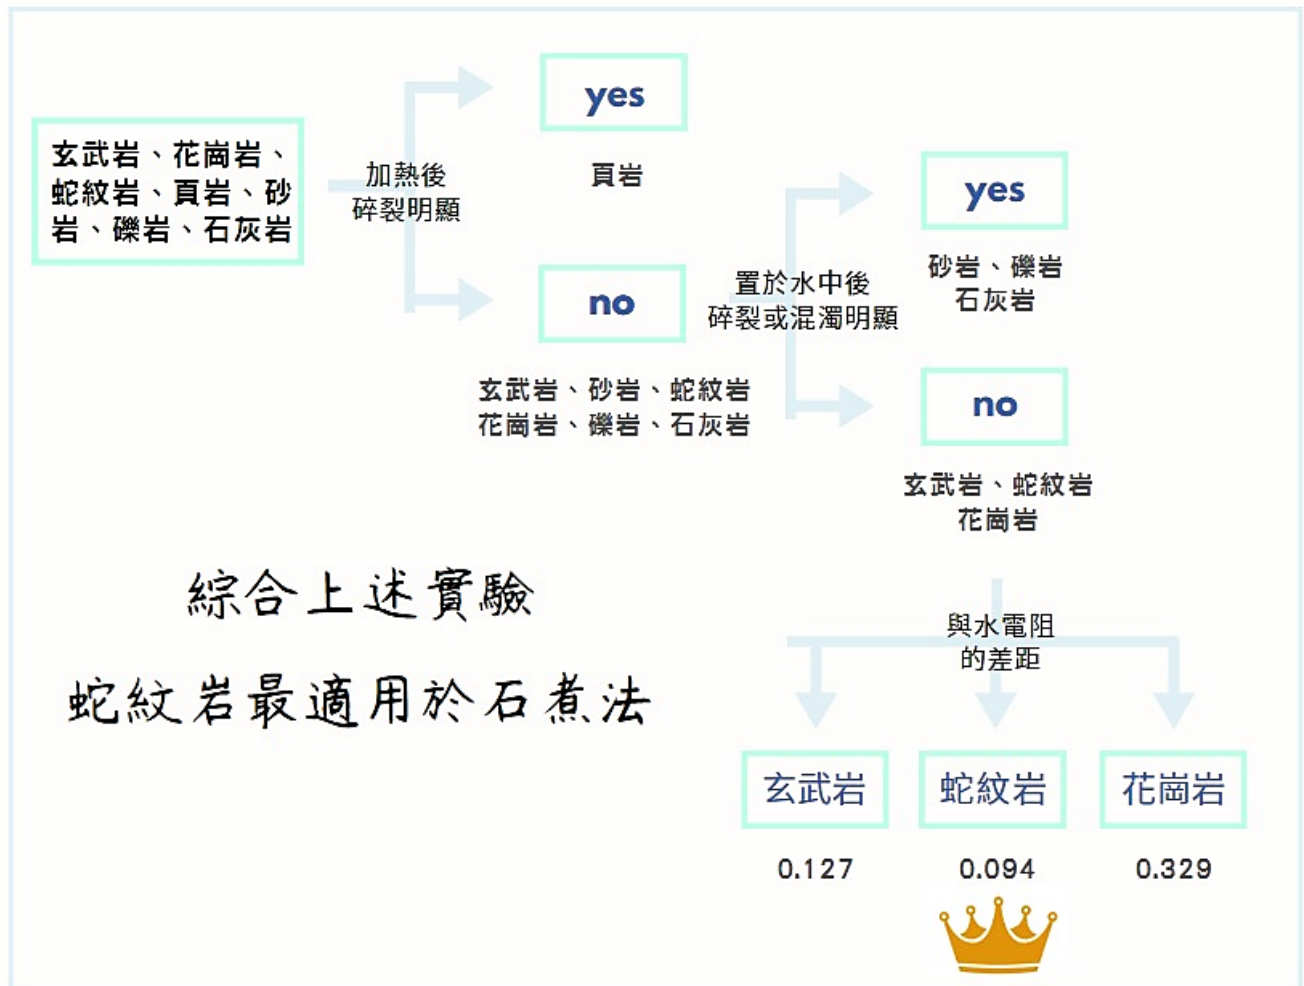 玄武岩、花崗岩、
蛇紋岩、頁岩、砂
岩、礫岩、石灰岩
加熱後
碎裂明顯
yes
頁岩
no
玄武岩、砂岩、蛇紋岩
花崗岩、礫岩、石灰岩
置於水中後
碎裂或混濁明顯
yes
砂岩、礫岩
石灰岩
no
玄武岩、蛇紋岩
花崗岩
與水電阻
的差距
玄武岩
0.127
蛇紋岩
0.094
花崗岩
0.329
綜合上述實驗
蛇紋岩最適用於石煮法